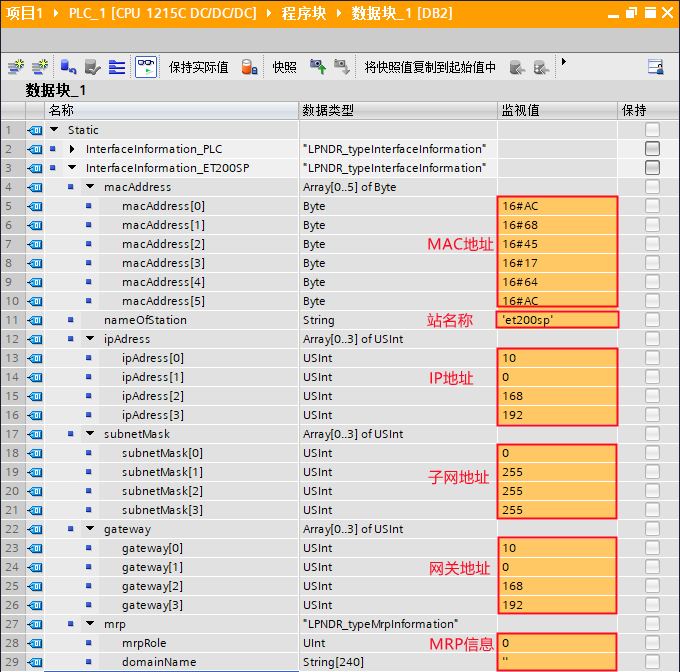 项目1 ▸ PLC_1 [CPU 1215C DC/DC/DC] ▸ 程序块 ▸ 数据块_1 [DB2]
保持实际值 快照 将快照值复制到起始值中
数据块_1
名称 数据类型 监视值 保持
1 Static
2 InterfaceInformation_PLC "LPNDR_typeInterfaceInformation"
3 InterfaceInformation_ET200SP "LPNDR_typeInterfaceInformation"
4 macAddress Array[0..5] of Byte
5 macAddress[0] Byte 16#AC
6 macAddress[1] Byte 16#68
7 macAddress[2] Byte MAC地址 16#45
8 macAddress[3] Byte 16#17
9 macAddress[4] Byte 16#64
10 macAddress[5] Byte 16#AC
11 nameOfStation String 站名称 'et200sp'
12 ipAdress Array[0..3] of USInt
13 ipAdress[0] USInt 10
14 ipAdress[1] USInt IP地址 0
15 ipAdress[2] USInt 168
16 ipAdress[3] USInt 192
17 subnetMask Array[0..3] of USInt
18 subnetMask[0] USInt 0
19 subnetMask[1] USInt 子网地址 255
20 subnetMask[2] USInt 255
21 subnetMask[3] USInt 255
22 gateway Array[0..3] of USInt
23 gateway[0] USInt 10
24 gateway[1] USInt 网关地址 0
25 gateway[2] USInt 168
26 gateway[3] USInt 192
27 mrp "LPNDR_typeMrpInformation"
28 mrpRole UInt MRP信息 0
29 domainName String[240] ''